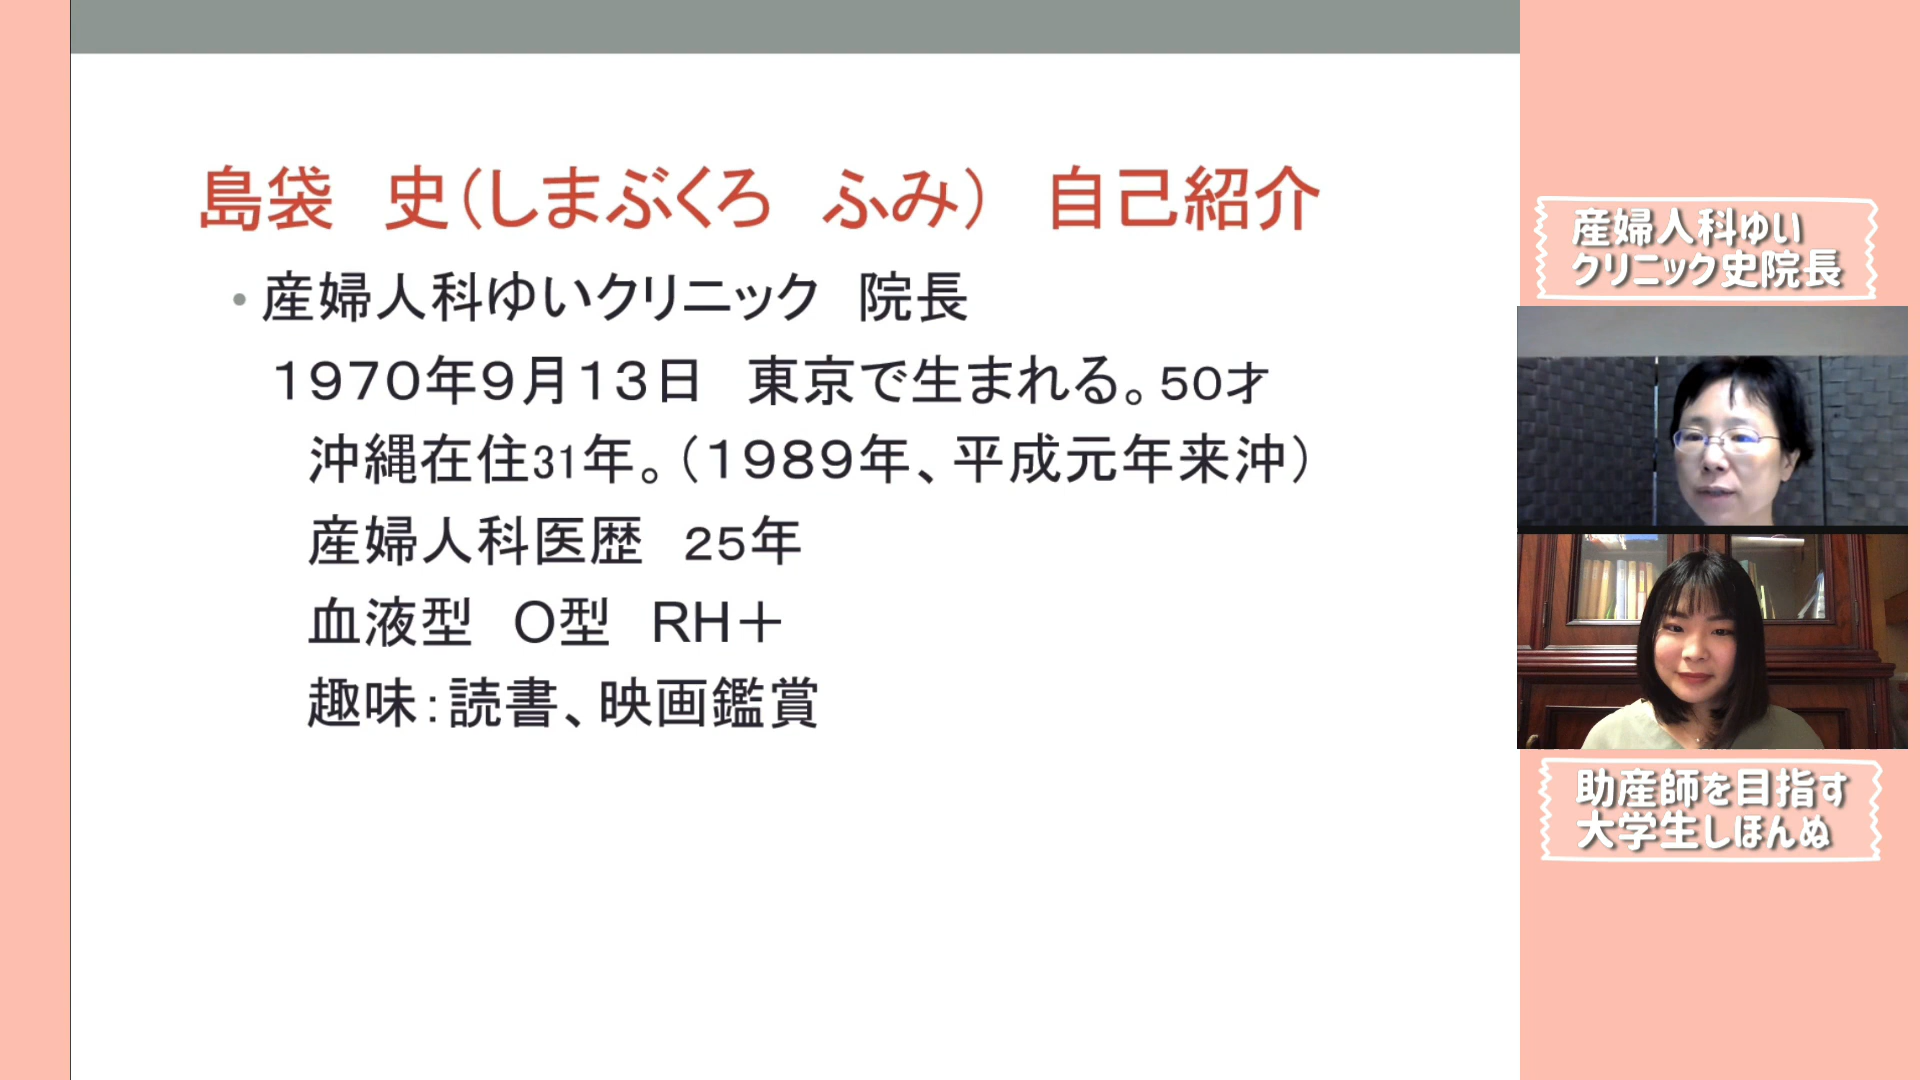 島袋　史（しまぶくろ　ふみ）　自己紹介
・産婦人科ゆいクリニック　院長
１９７０年９月１３日　東京で生まれる。５０才
沖縄在住31年。（１９８９年、平成元年来沖）
産婦人科医歴　２５年
血液型　Ｏ型　ＲＨ＋
趣味：読書、映画鑑賞
産婦人科ゆい
クリニック史院長
助産師を目指す
大学生しほんぬ